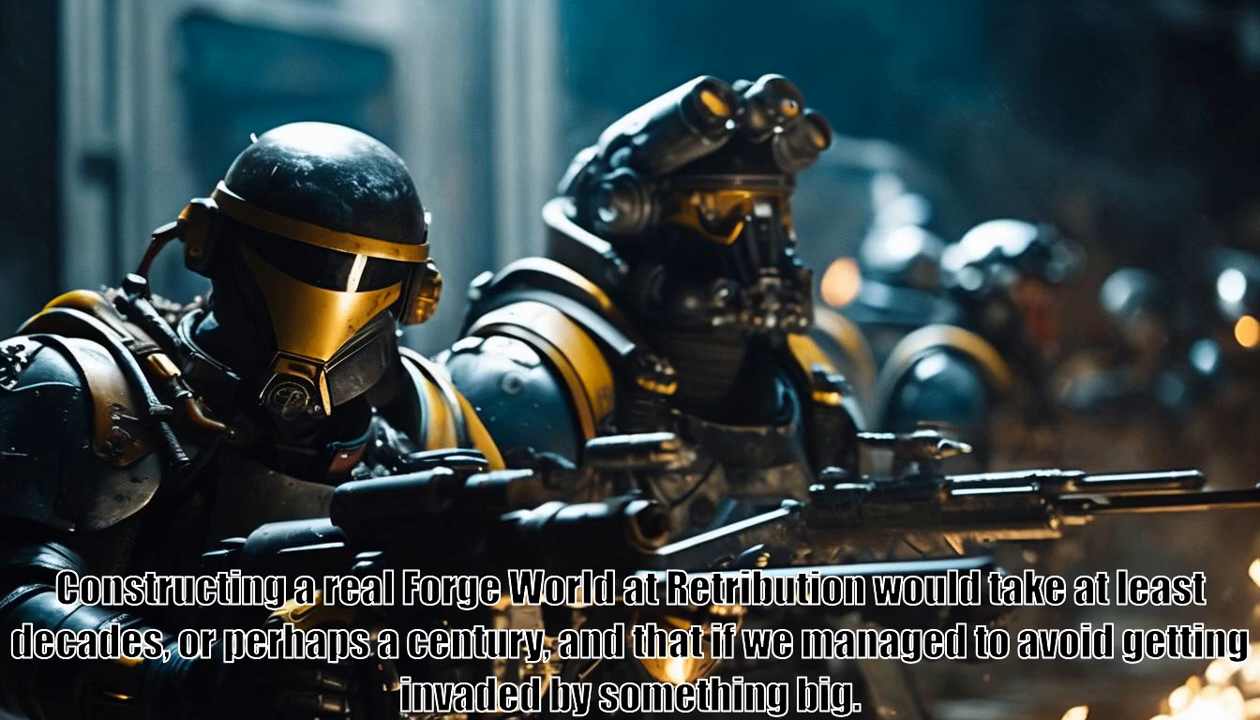 Constructing a real Forge World at Retribution would take at least
decades, or perhaps a century, and that if we managed to avoid getting
invaded by something big.